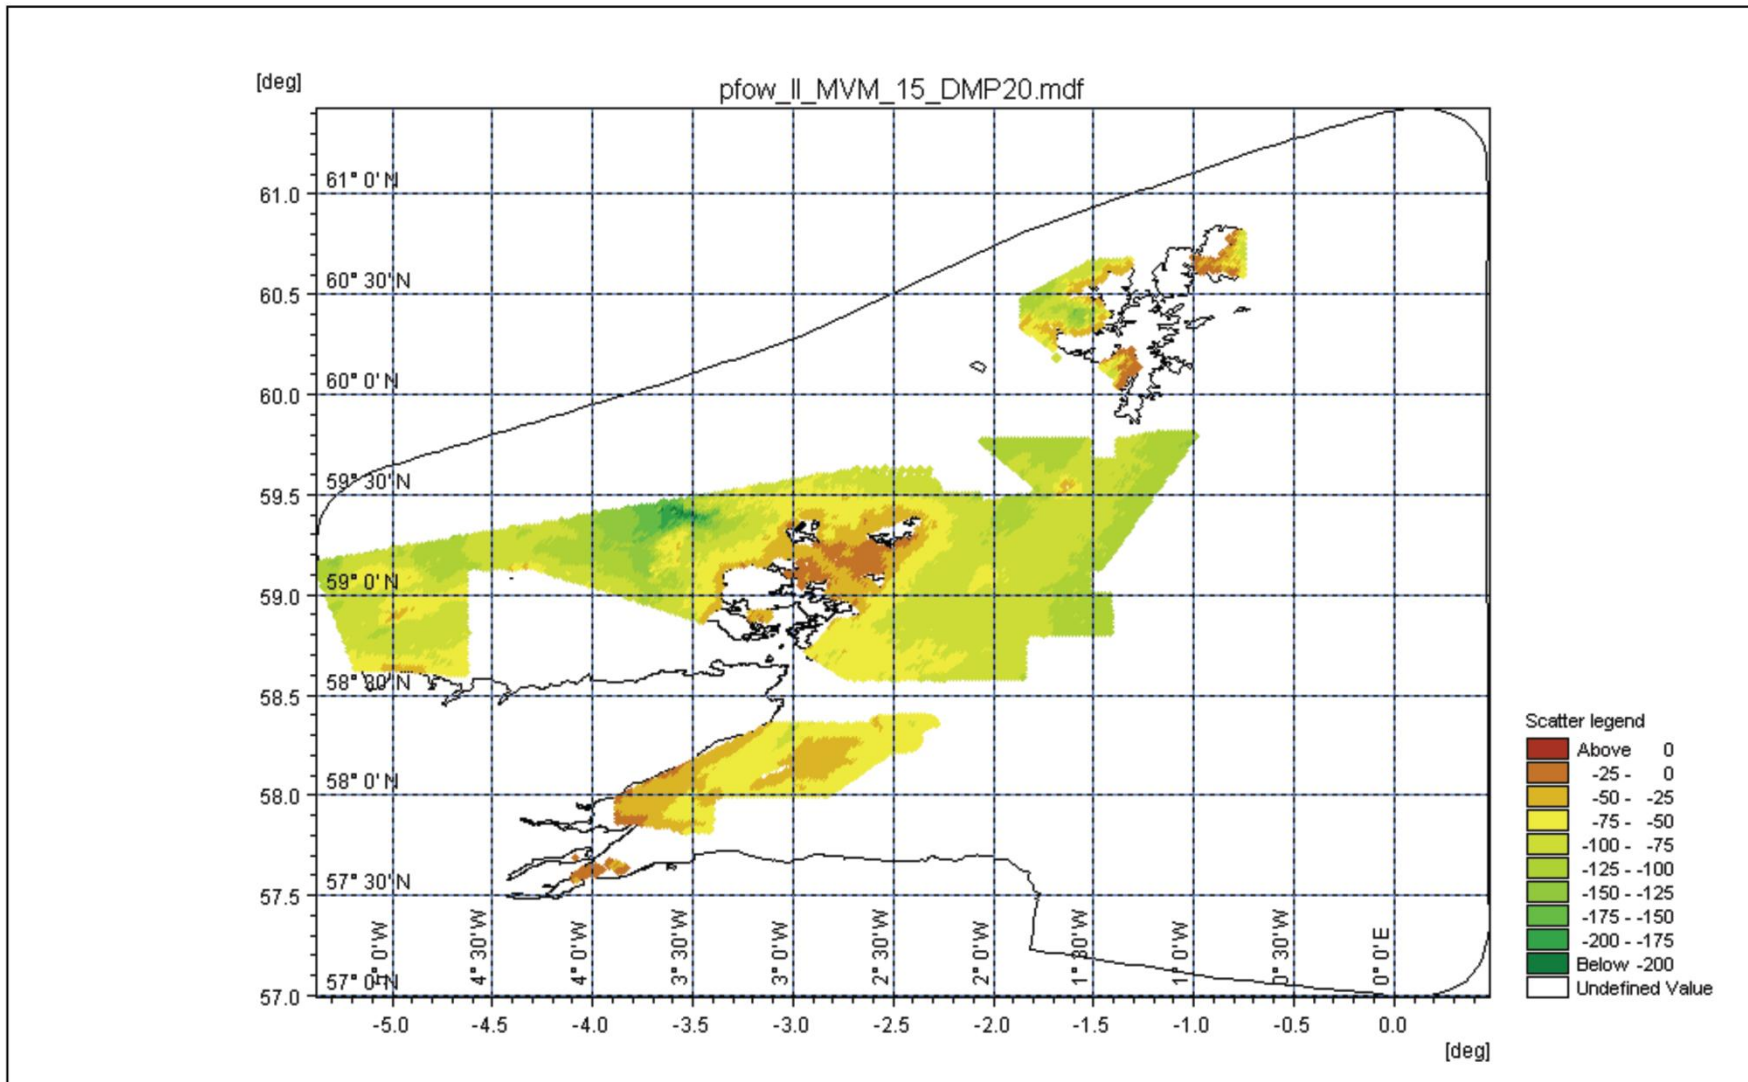 [deg]
pfow_ll_MVM_15_DMP20.mdf
61.0
61° 0' N
60.5
60° 30' N
60.0
60° 0' N
59.5
59° 30' N
59.0
59° 0' N
58.5
58° 30' N
58.0
58° 0' N
57.5
57° 30' N
57.0
57° 0' N
5° 0' W
4° 30' W
4° 0' W
3° 30' W
3° 0' W
2° 30' W
2° 0' W
1° 30' W
1° 0' W
0° 30' W
0° 0' E
-5.0 -4.5 -4.0 -3.5 -3.0 -2.5 -2.0 -1.5 -1.0 -0.5 0.0
[deg]
Scatter legend
Above 0
-25 - 0
-50 - -25
-75 - -50
-100 - -75
-125 - -100
-150 - -125
-175 - -150
-200 - -175
Below -200
Undefined Value